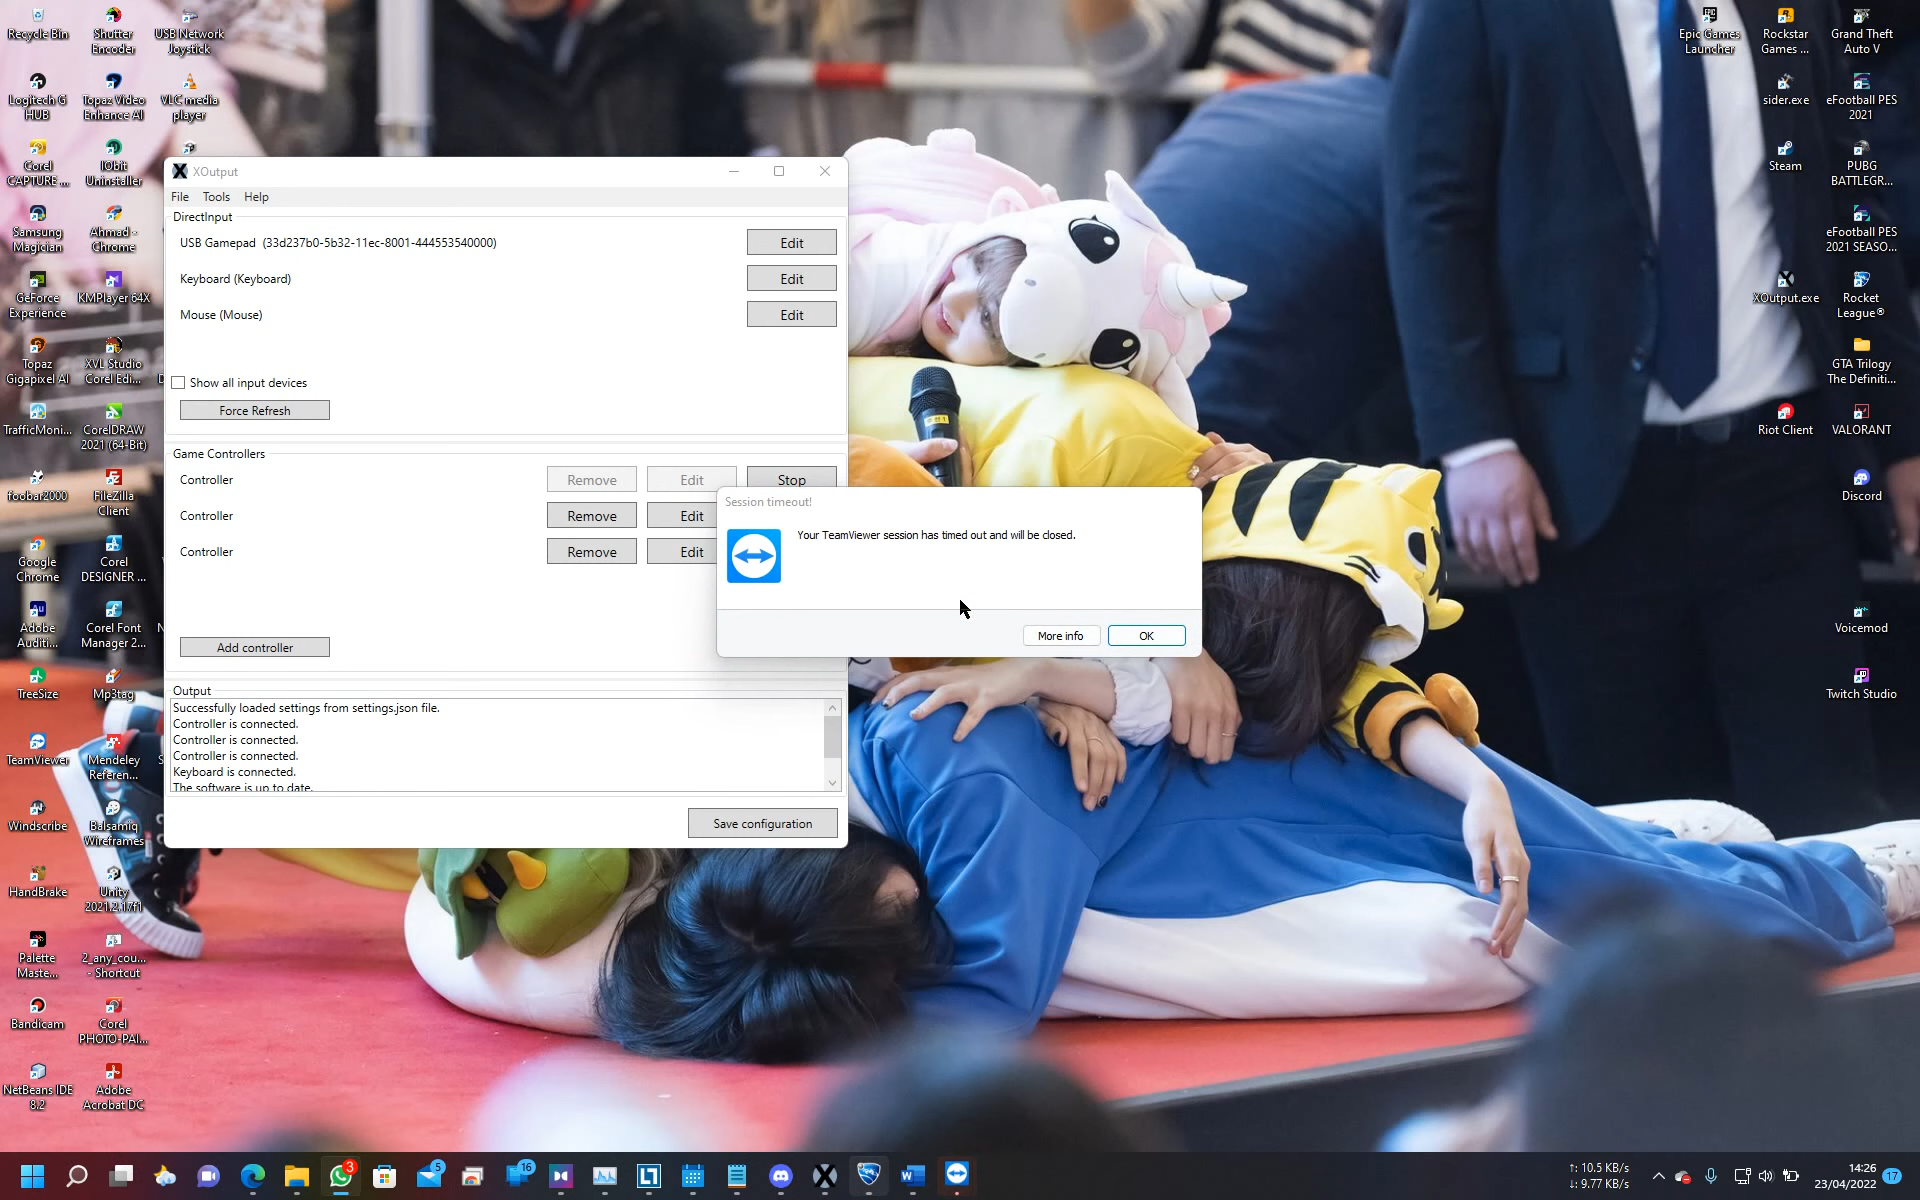 Recycle Bin
Shutter
Encoder
USB Network
Joystick
Logitech G
HUB
Topaz Video
Enhance AI
VLC media
player
Corel
CAPTURE ...
IObit
Uninstaller
Samsung
Magician
Ahmad -
Chrome
GeForce
Experience
KMPlayer 64X
Topaz
Gigapixel AI
XVL Studio
Corel Edi...
TrafficMoni...
CorelDRAW
2021 (64-Bit)
foobar2000
FileZilla
Client
Google
Chrome
Corel
DESIGNER ...
Adobe
Auditi...
Corel Font
Manager 2...
TreeSize
Mp3tag
TeamViewer
Mendeley
Referen...
Windscribe
Balsamiq
Wireframes
HandBrake
Unity
2021.2.17f1
Palette
Maste...
2_any_cou...
- Shortcut
Bandicam
Corel
PHOTO-PAI...
NetBeans IDE
8.2
Adobe
Acrobat DC
XOutput
File Tools Help
DirectInput
USB Gamepad (33d237b0-5b32-11ec-8001-444553540000)
Edit
Keyboard (Keyboard)
Edit
Mouse (Mouse)
Edit
Show all input devices
Force Refresh
Game Controllers
Controller Remove Edit Stop
Controller Remove Edit
Controller Remove Edit
Add controller
Output
Successfully loaded settings from settings.json file.
Controller is connected.
Controller is connected.
Controller is connected.
Keyboard is connected.
The software is up to date.
Save configuration
Session timeout!
Your TeamViewer session has timed out and will be closed.
More info
OK
Epic Games
Launcher
Rockstar
Games ...
Grand Theft
Auto V
sider.exe
eFootball PES
2021
Steam
PUBG
BATTLEGR...
eFootball PES
2021 SEASO...
XOutput.exe
Rocket
League®
GTA Trilogy
The Definiti...
Riot Client
VALORANT
Discord
Voicemod
Twitch Studio
3
5
16
↑: 10.5 KB/s
↓: 9.77 KB/s
14:26
23/04/2022
17